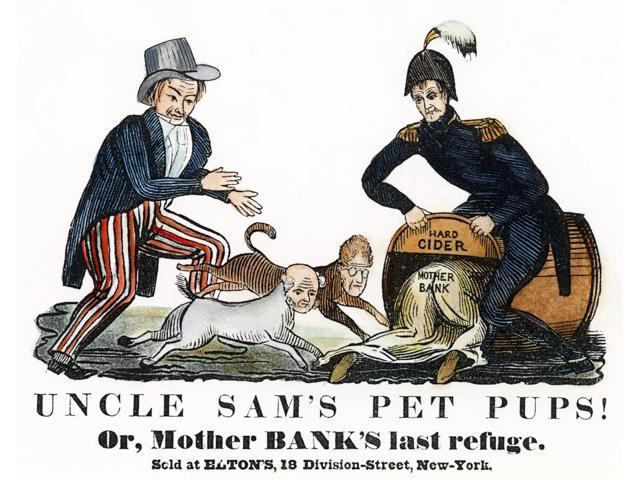 HARD
CIDER
MOTHER
BANK
UNCLE SAM'S PET PUPS!
Or, Mother BANK'S last refuge.
Sold at ELTON'S, 18 Division-Street, New-York.